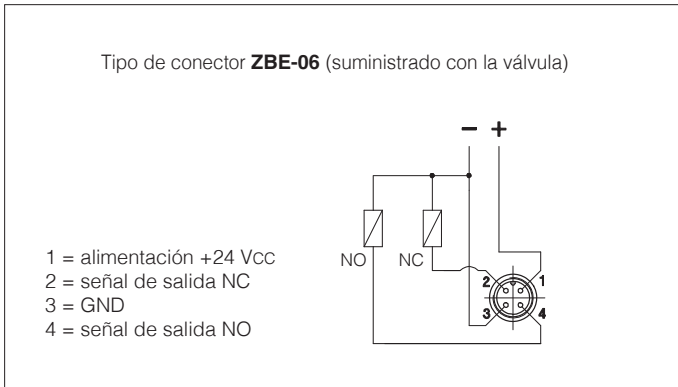 Tipo de conector ZBE-06 (suministrado con la válvula)
− +
NO NC
2 1
3 4
1 = alimentación +24 VCC
2 = señal de salida NC
3 = GND
4 = señal de salida NO